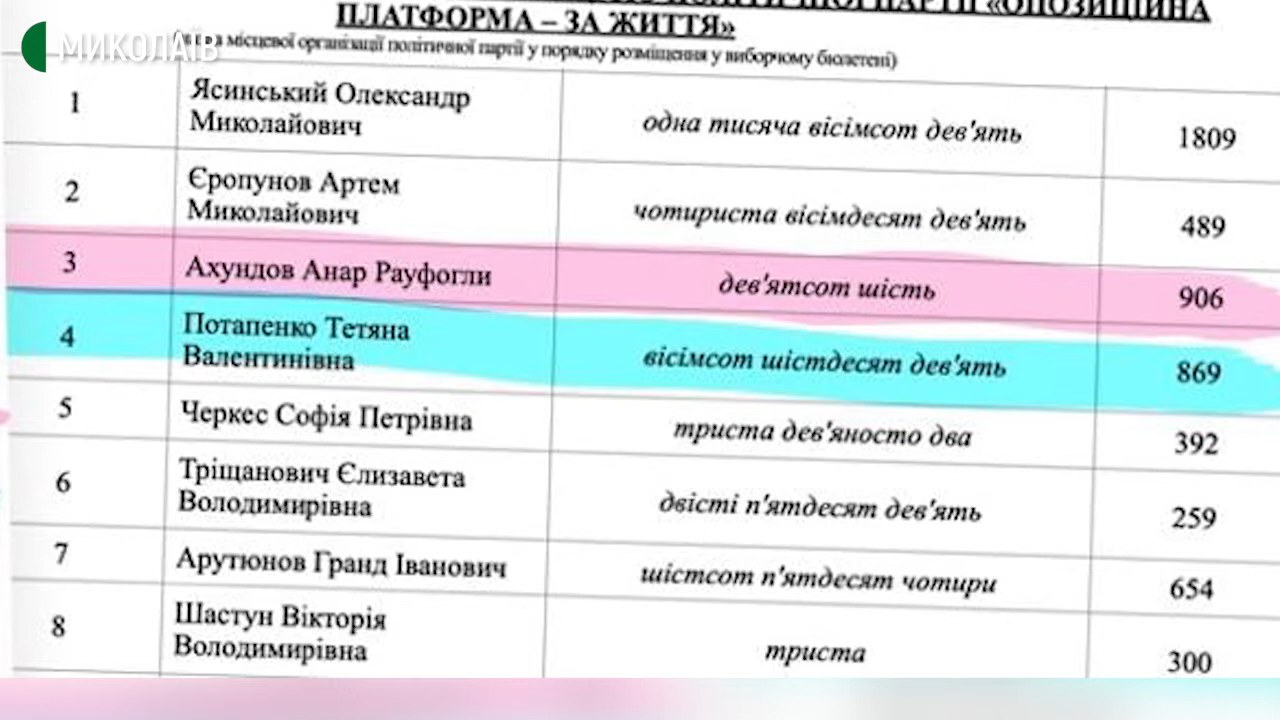 ПАРТІЇ «ОПОЗИЦІЙНА
ПЛАТФОРМА – ЗА ЖИТТЯ»
МИКОЛАЇВ
місцевої організації політичної партії у порядку розміщення у виборчому бюлетені)
1 Ясинський Олександр Миколайович одна тисяча вісімсот дев'ять 1809
2 Єропунов Артем Миколайович чотириста вісімдесят дев'ять 489
3 Ахундов Анар Рауфогли дев'ятсот шість 906
4 Потапенко Тетяна Валентинівна вісімсот шістдесят дев'ять 869
5 Черкес Софія Петрівна триста дев'яносто два 392
6 Тріщанович Єлизавета Володимирівна двісті п'ятдесят дев'ять 259
7 Арутюнов Гранд Іванович шістсот п'ятдесят чотири 654
8 Шастун Вікторія Володимирівна триста 300